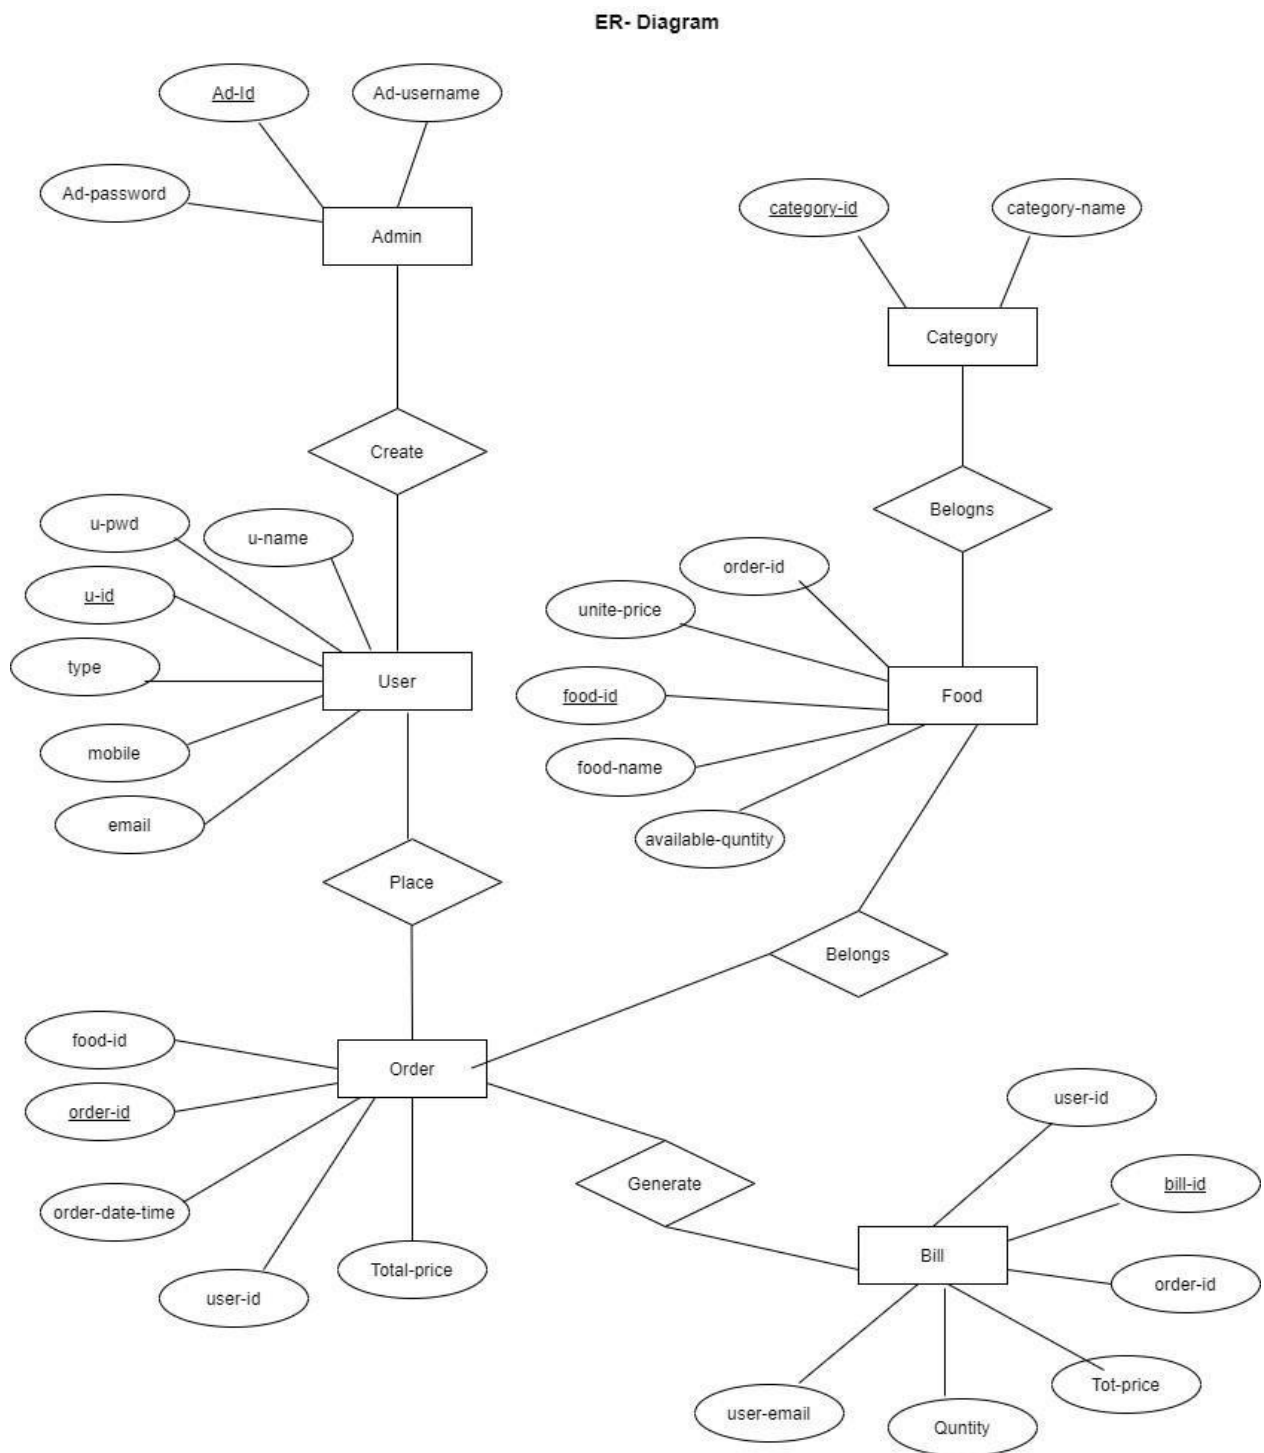 ER- Diagram
Ad-Id
Ad-username
Ad-password
Admin
category-id
category-name
Category
Create
Belogns
u-pwd
u-name
u-id
type
User
mobile
email
order-id
unite-price
food-id
Food
food-name
available-quntity
Place
Belongs
food-id
Order
order-id
order-date-time
user-id
Total-price
Generate
user-id
bill-id
Bill
order-id
Tot-price
user-email
Quntity